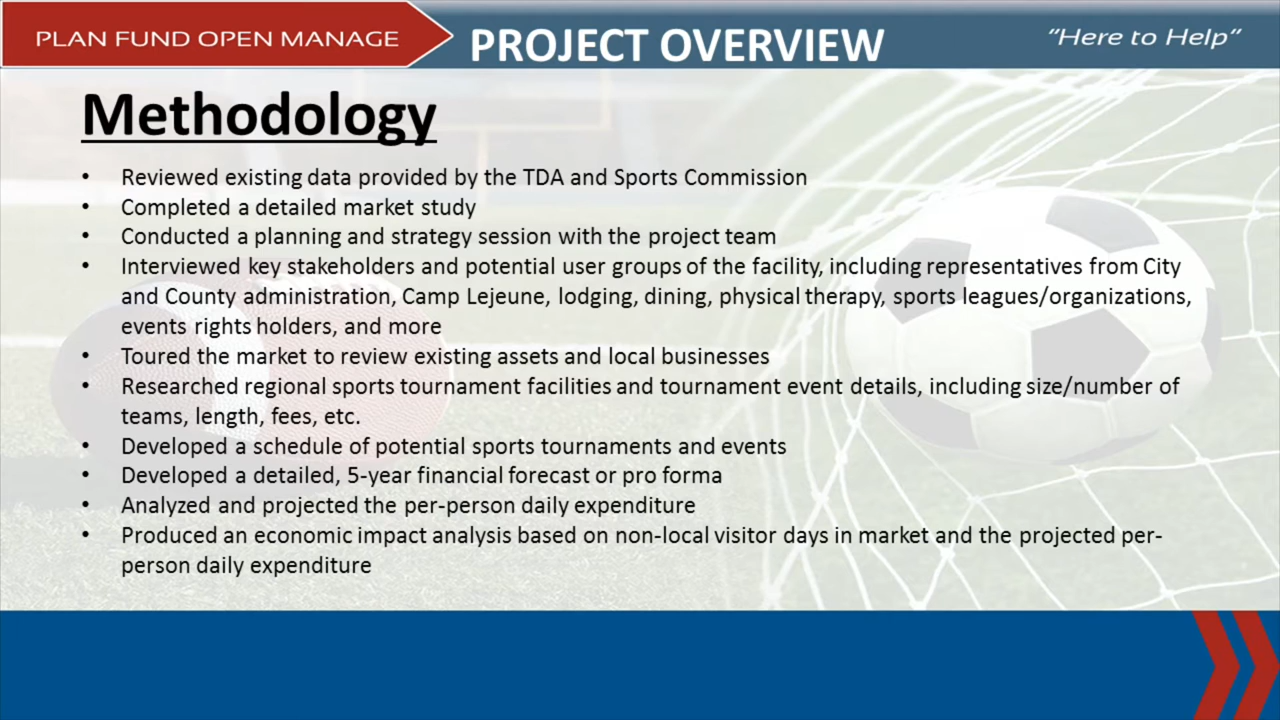 PLAN FUND OPEN MANAGE
PROJECT OVERVIEW
“Here to Help”
Methodology
• Reviewed existing data provided by the TDA and Sports Commission
• Completed a detailed market study
• Conducted a planning and strategy session with the project team
• Interviewed key stakeholders and potential user groups of the facility, including representatives from City
and County administration, Camp Lejeune, lodging, dining, physical therapy, sports leagues/organizations,
events rights holders, and more
• Toured the market to review existing assets and local businesses
• Researched regional sports tournament facilities and tournament event details, including size/number of
teams, length, fees, etc.
• Developed a schedule of potential sports tournaments and events
• Developed a detailed, 5-year financial forecast or pro forma
• Analyzed and projected the per-person daily expenditure
• Produced an economic impact analysis based on non-local visitor days in market and the projected per-
person daily expenditure